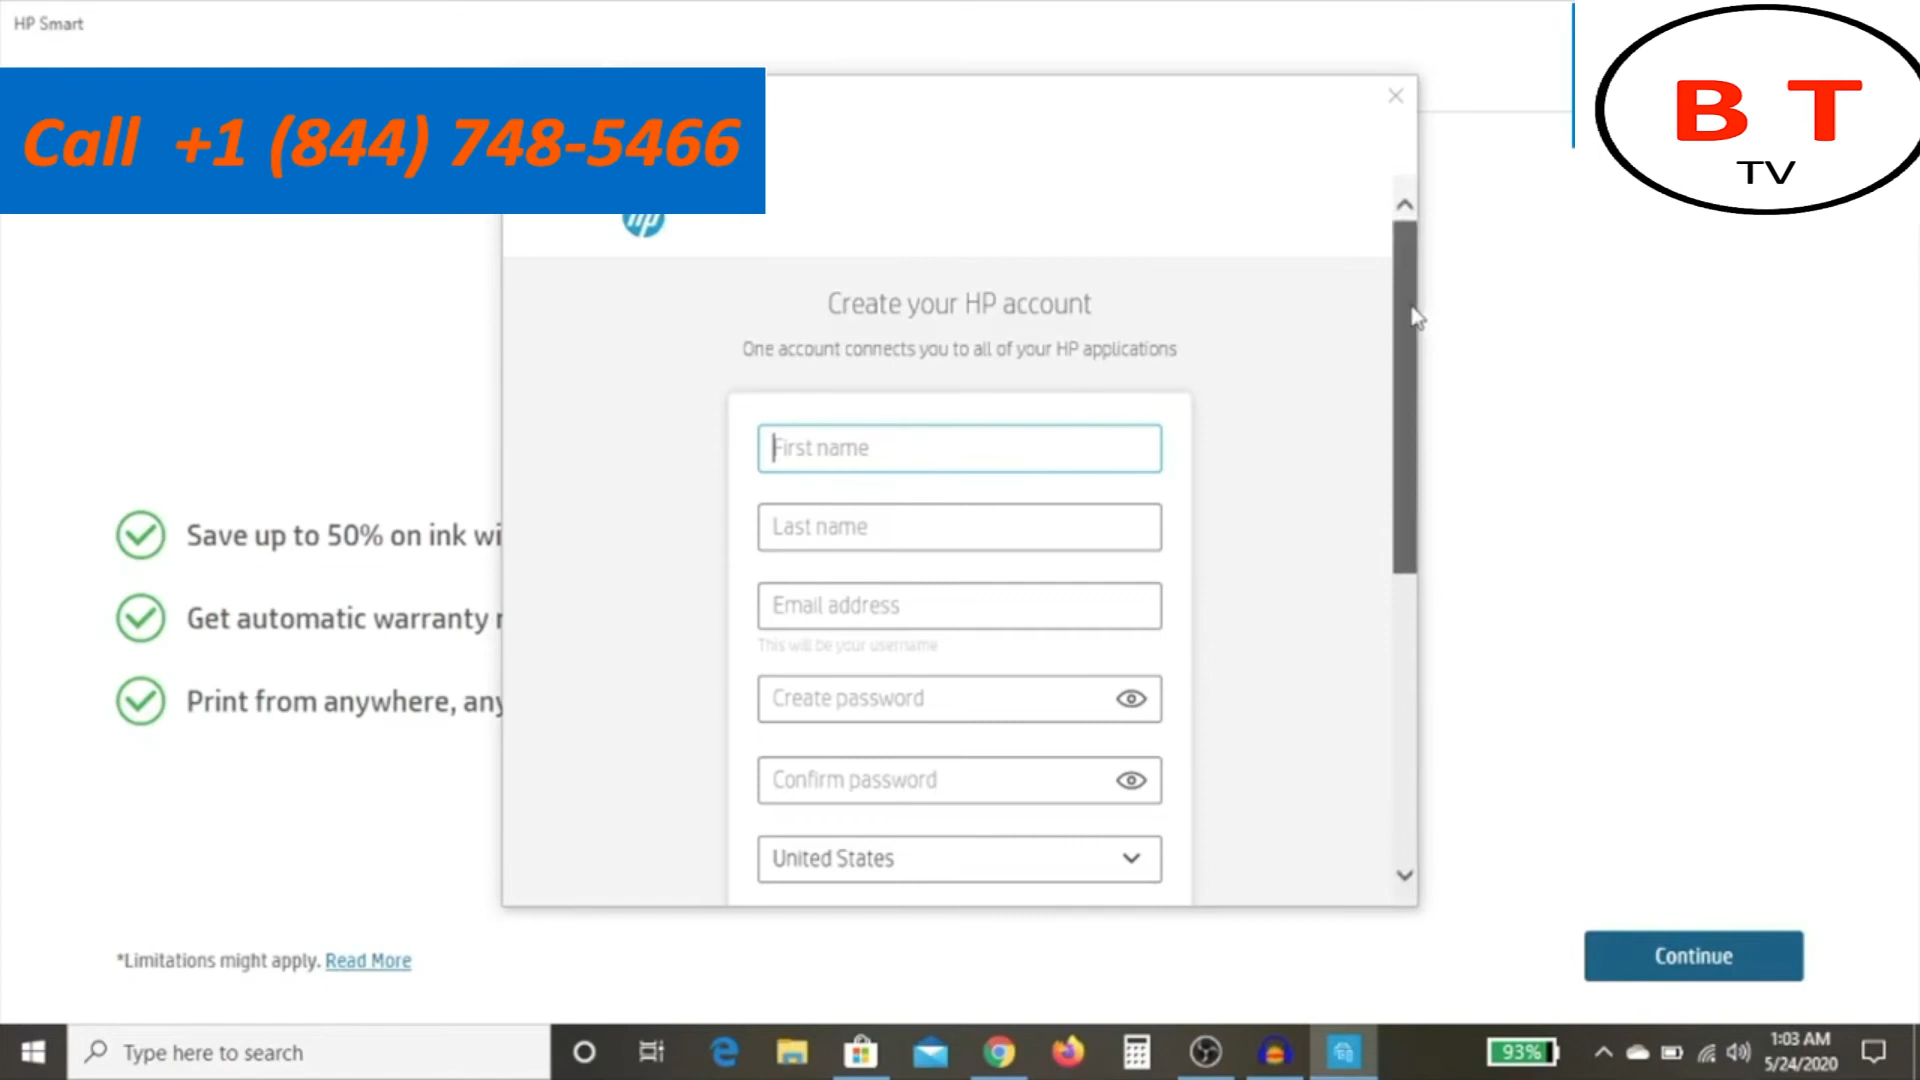 HP Smart
Call +1 (844) 748-5466
B T
TV
hp
Create your HP account
One account connects you to all of your HP applications
First name
Last name
Email address
This will be your username
Create password
Confirm password
United States
Save up to 50% on ink wi
Get automatic warranty r
Print from anywhere, any
*Limitations might apply. Read More
Continue
Type here to search
93%
1:03 AM
5/24/2020